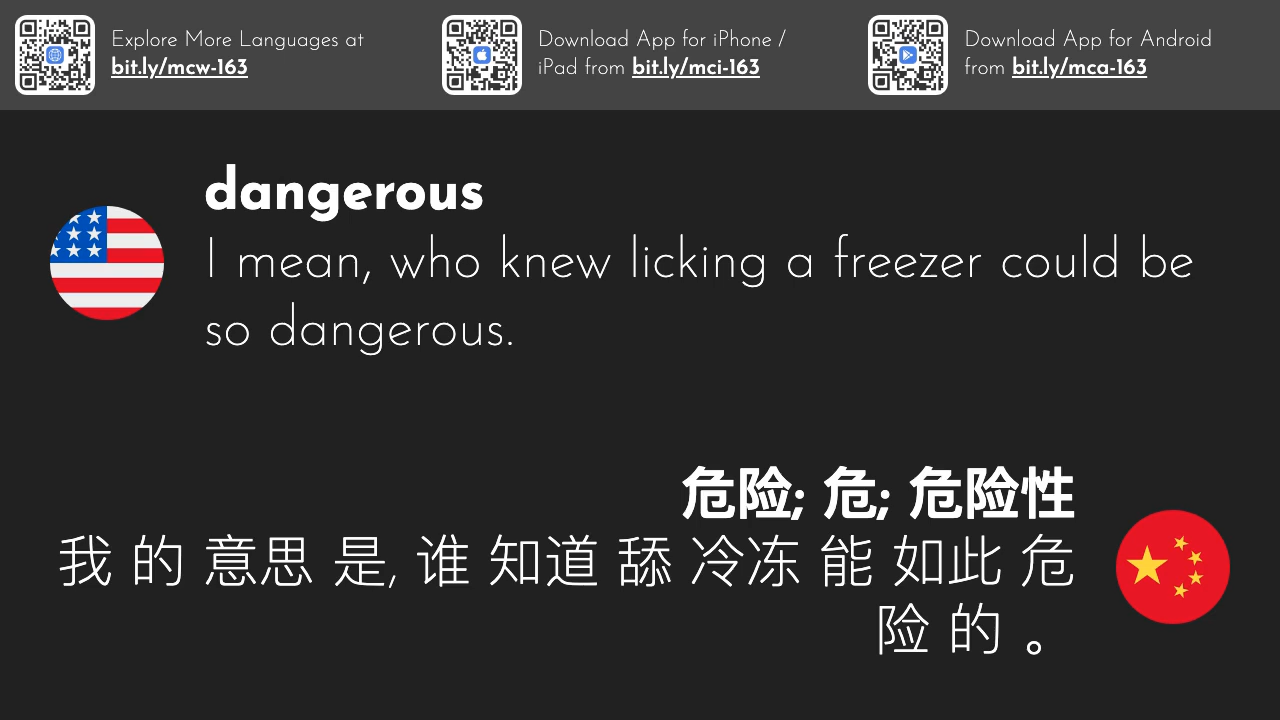 Explore More Languages at
bit.ly/mcw-163
Download App for iPhone /
iPad from bit.ly/mci-163
Download App for Android
from bit.ly/mca-163
dangerous
I mean, who knew licking a freezer could be
so dangerous.
危险; 危; 危险性
我 的 意思 是, 谁 知道 舔 冷冻 能 如此 危
险 的 。